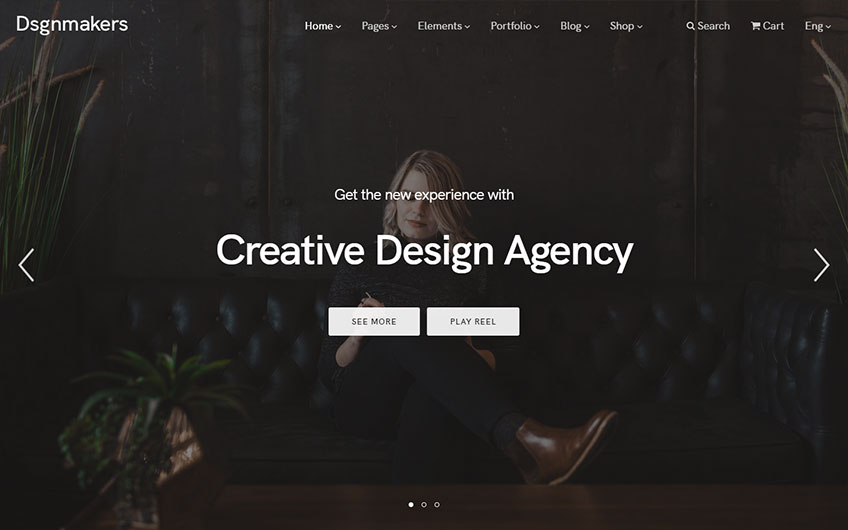 Dsgnmakers
Home Pages Elements Portfolio Blog Shop Search Cart Eng
Get the new experience with
Creative Design Agency
SEE MORE PLAY REEL